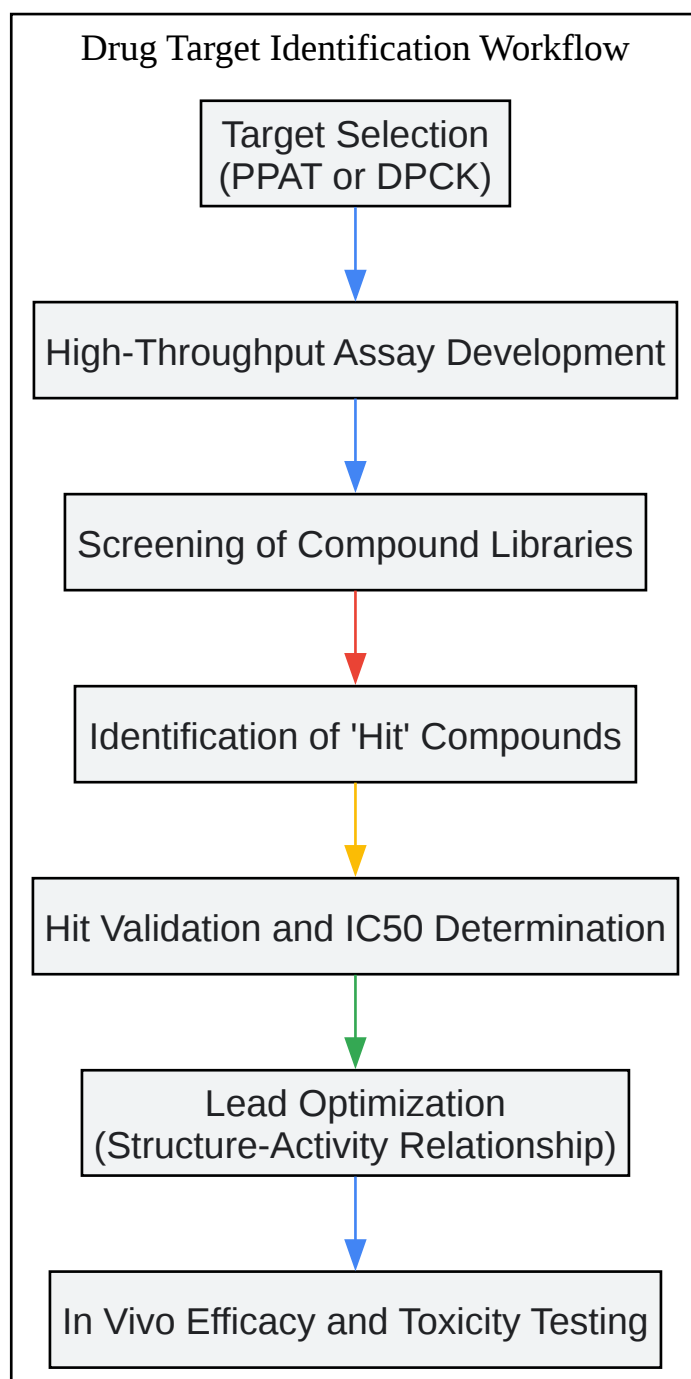 Drug Target Identification Workflow
Target Selection
(PPAT or DPCK)
High-Throughput Assay Development
Screening of Compound Libraries
Identification of 'Hit' Compounds
Hit Validation and IC50 Determination
Lead Optimization
(Structure-Activity Relationship)
In Vivo Efficacy and Toxicity Testing